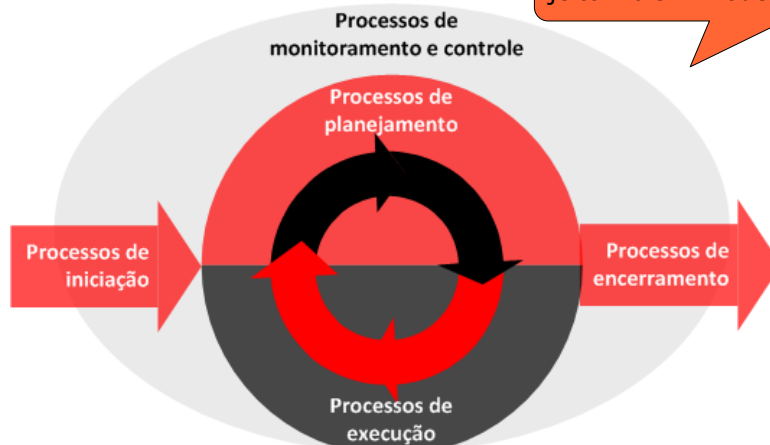 Processos de
monitoramento e controle
Processos de
planejamento
Processos de
iniciação
Processos de
encerramento
Processos de
execução